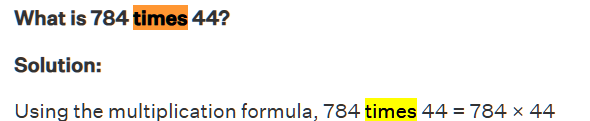 What is 784 times 44?
Solution:
Using the multiplication formula, 784 times 44 = 784 × 44